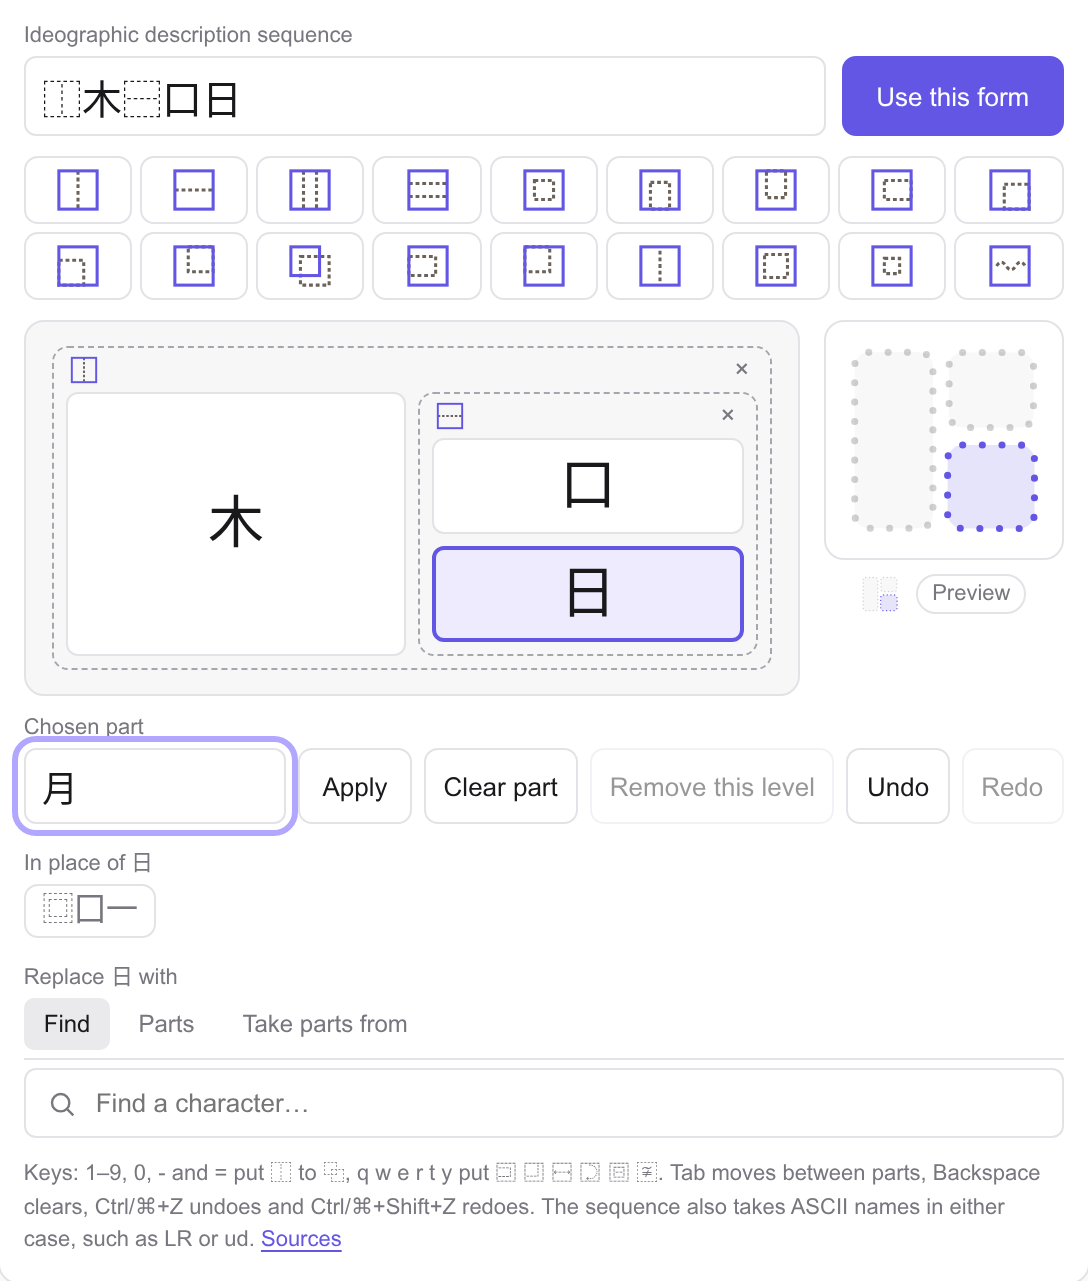 Ideographic description sequence
⿰木⿱口日
Use this form
木
口
日
Preview
Chosen part
月
Apply
Clear part
Remove this level
Undo
Redo
In place of 日
⿴囗一
Replace 日 with
Find
Parts
Take parts from
Find a character…
Keys: 1–9, 0, - and = put ⿰ to ⿻, q w e r t y put ⿼ ⿽ ⿾ ⿿ ㇯ . Tab moves between parts, Backspace
clears, Ctrl/⌘+Z undoes and Ctrl/⌘+Shift+Z redoes. The sequence also takes ASCII names in either
case, such as LR or ud. Sources